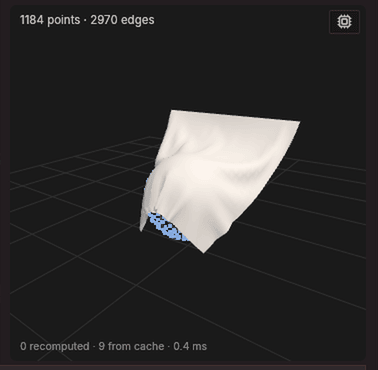 1184 points · 2970 edges
0 recomputed · 9 from cache · 0.4 ms